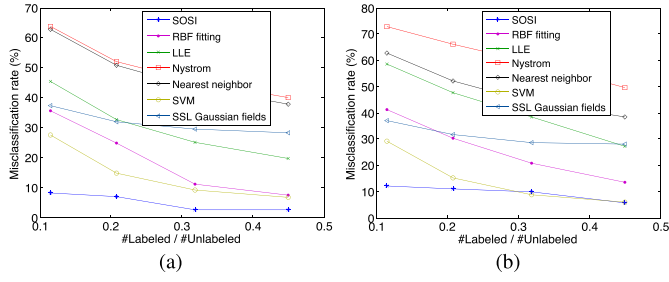 (a)
70
60
50
40
30
20
10
0
Misclassification rate (%)
0.1
0.2
0.3
0.4
0.5
#Labeled / #Unlabeled
SOSI
RBF fitting
LLE
Nystrom
Nearest neighbor
SVM
SSL Gaussian fields
(a)
(b)
80
70
60
50
40
30
20
10
0
Misclassification rate (%)
0.1
0.2
0.3
0.4
0.5
#Labeled / #Unlabeled
SOSI
RBF fitting
LLE
Nystrom
Nearest neighbor
SVM
SSL Gaussian fields
(b)